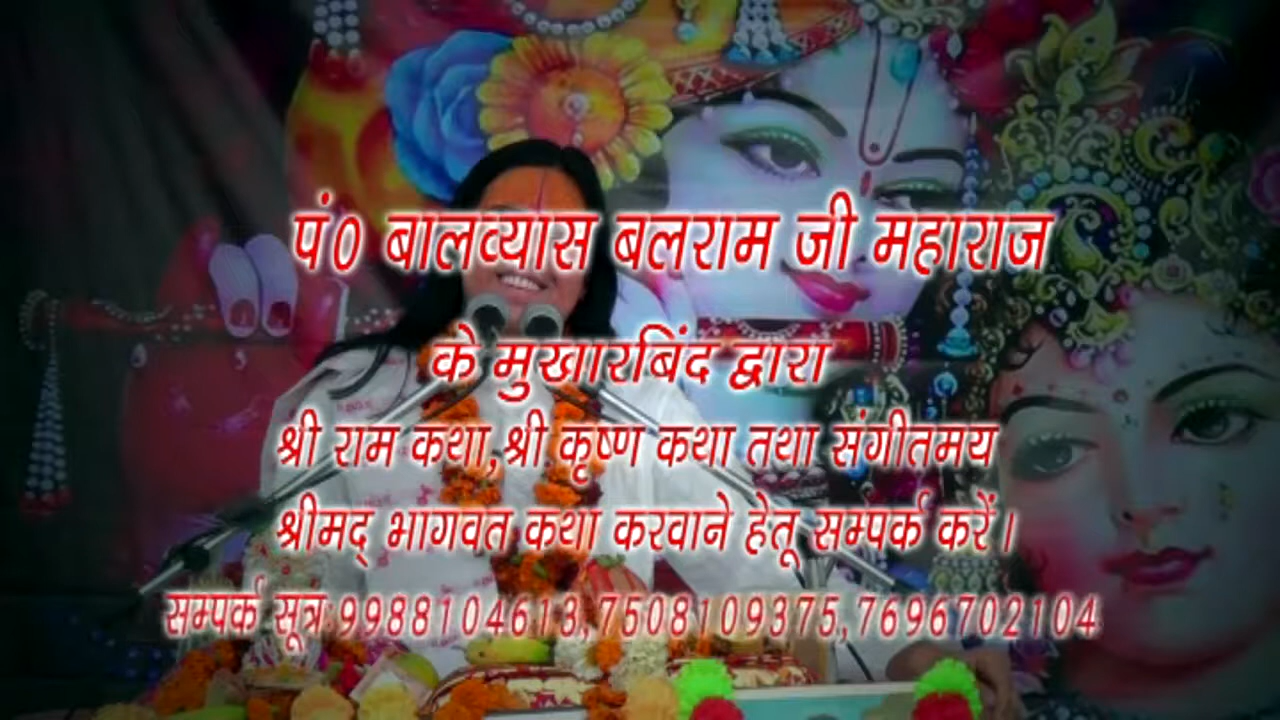 पं0 बालव्यास बलराम जी महाराज
के मुखारबिंद द्वारा
श्री राम कथा,श्री कृष्ण कथा तथा संगीतमय
श्रीमद् भागवत कथा करवाने हेतू सम्पर्क करें।
सम्पर्क सूत्र:9988104613,7508109375,7696702104